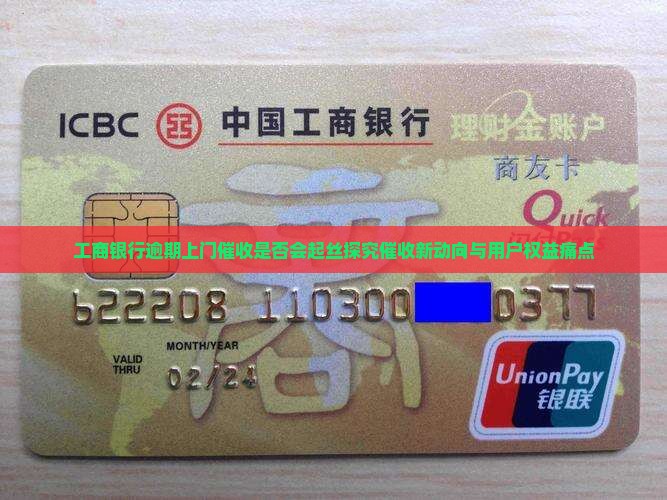 ICBC 中国工商银行 理财金账户
商友卡
Quick
工商银行逾期上门催收是否会起丝探究催收新动向与用户权益痛点
622208 110300 0377
MONTH/YEAR
VALID
THRU
02/24
UnionPay
银联